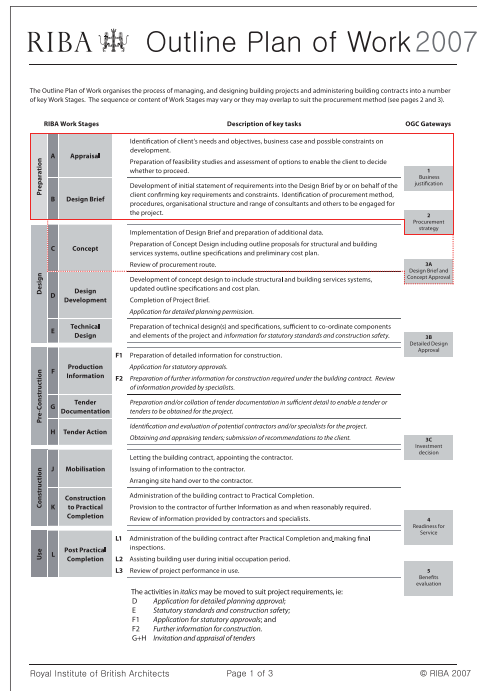 RIBA Outline Plan of Work 2007
The Outline Plan of Work organises the process of managing, and designing building projects and administering building contracts into a number
of key Work Stages. The sequence or content of Work Stages may vary or they may overlap to suit the procurement method (see pages 2 and 3).
RIBA Work Stages
Description of key tasks
OGC Gateways
Preparation
A
Appraisal
Identification of client's needs and objectives, business case and possible constraints on
development.
Preparation of feasibility studies and assessment of options to enable the client to decide
whether to proceed.
1
Business
justification
B
Design Brief
Development of initial statement of requirements into the Design Brief by or on behalf of the
client confirming key requirements and constraints. Identification of procurement method,
procedures, organisational structure and range of consultants and others to be engaged for
the project.
2
Procurement
strategy
Design
C
Concept
Implementation of Design Brief and preparation of additional data.
Preparation of Concept Design including outline proposals for structural and building
services systems, outline specifications and preliminary cost plan.
Review of procurement route.
3A
Design Brief and
Concept Approval
D
Design
Development
Development of concept design to include structural and building services systems,
updated outline specifications and cost plan.
Completion of Project Brief.
Application for detailed planning permission.
E
Technical
Design
Preparation of technical design(s) and specifications, sufficient to co-ordinate components
and elements of the project and information for statutory standards and construction safety.
3B
Detailed Design
Approval
Pre-Construction
F
Production
Information
F1 Preparation of detailed information for construction.
Application for statutory approvals.
F2 Preparation of further information for construction required under the building contract. Review
of information provided by specialists.
G
Tender
Documentation
Preparation and/or collation of tender documentation in sufficient detail to enable a tender or
tenders to be obtained for the project.
H
Tender Action
Identification and evaluation of potential contractors and/or specialists for the project.
Obtaining and appraising tenders; submission of recommendations to the client.
3C
Investment
decision
Construction
J
Mobilisation
Letting the building contract, appointing the contractor.
Issuing of information to the contractor.
Arranging site hand over to the contractor.
K
Construction
to Practical
Completion
Administration of the building contract to Practical Completion.
Provision to the contractor of further Information as and when reasonably required.
Review of information provided by contractors and specialists.
4
Readiness for
Service
Use
L
Post Practical
Completion
L1 Administration of the building contract after Practical Completion and making final
inspections.
L2 Assisting building user during initial occupation period.
L3 Review of project performance in use.
5
Benefits
evaluation
The activities in italics may be moved to suit project requirements, ie:
D Application for detailed planning approval;
E Statutory standards and construction safety;
F1 Application for statutory approvals; and
F2 Further information for construction.
G+H Invitation and appraisal of tenders
Royal Institute of British Architects Page 1 of 3 © RIBA 2007